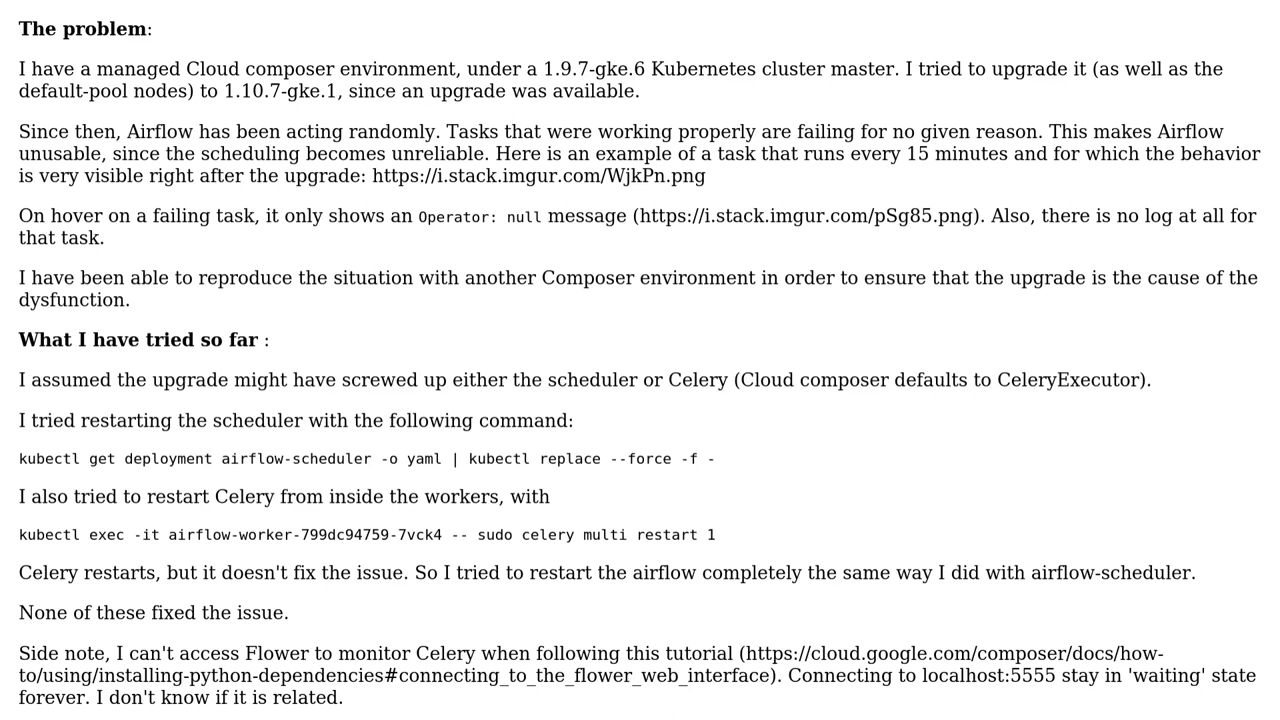 The problem:
I have a managed Cloud composer environment, under a 1.9.7-gke.6 Kubernetes cluster master. I tried to upgrade it (as well as the
default-pool nodes) to 1.10.7-gke.1, since an upgrade was available.
Since then, Airflow has been acting randomly. Tasks that were working properly are failing for no given reason. This makes Airflow
unusable, since the scheduling becomes unreliable. Here is an example of a task that runs every 15 minutes and for which the behavior
is very visible right after the upgrade: https://i.stack.imgur.com/WjkPn.png
On hover on a failing task, it only shows an Operator: null message (https://i.stack.imgur.com/pSg85.png). Also, there is no log at all for
that task.
I have been able to reproduce the situation with another Composer environment in order to ensure that the upgrade is the cause of the
dysfunction.
What I have tried so far :
I assumed the upgrade might have screwed up either the scheduler or Celery (Cloud composer defaults to CeleryExecutor).
I tried restarting the scheduler with the following command:
kubectl get deployment airflow-scheduler -o yaml | kubectl replace --force -f -
I also tried to restart Celery from inside the workers, with
kubectl exec -it airflow-worker-799dc94759-7vck4 -- sudo celery multi restart 1
Celery restarts, but it doesn't fix the issue. So I tried to restart the airflow completely the same way I did with airflow-scheduler.
None of these fixed the issue.
Side note, I can't access Flower to monitor Celery when following this tutorial (https://cloud.google.com/composer/docs/how-
to/using/installing-python-dependencies#connecting_to_the_flower_web_interface). Connecting to localhost:5555 stay in 'waiting' state
forever. I don't know if it is related.